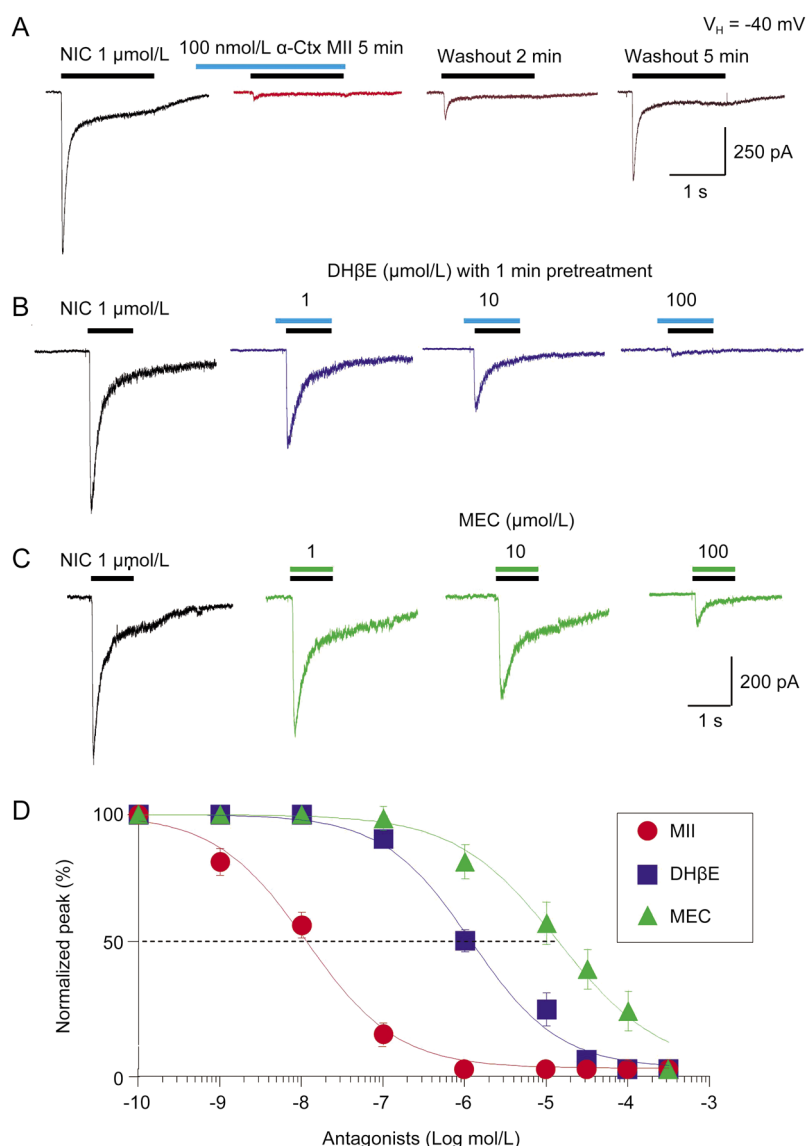 A
V_H = -40 mV
NIC 1 µmol/L
100 nmol/L α-Ctx MII 5 min
Washout 2 min
Washout 5 min
250 pA
1 s
DHβE (µmol/L) with 1 min pretreatment
B
NIC 1 µmol/L
1
10
100
MEC (µmol/L)
C
NIC 1 µmol/L
1
10
100
200 pA
1 s
D
Normalized peak (%)
100
50
0
MII
DHβE
MEC
-10
-9
-8
-7
-6
-5
-4
-3
Antagonists (Log mol/L)